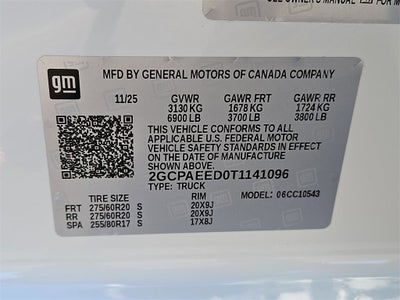 SEE OWNER'S MANUAL
gm
MFD BY GENERAL MOTORS OF CANADA COMPANY
11/25 GVWR GAWR FRT GAWR RR
3130 KG 1678 KG 1724 KG
6900 LB 3700 LB 3800 LB
THIS VEHICLE CONFORMS TO ALL APPLICABLE
U.S. FEDERAL MOTOR VEHICLE SAFETY
STANDARDS IN EFFECT ON THE DATE OF
MANUFACTURE SHOWN ABOVE.
2GCPAEED0T1141096
TYPE: TRUCK MODEL: 06CC10543
TIRE SIZE RIM
FRT 275/60R20 S 20X9J
RR 275/60R20 S 20X9J
SPA 255/80R17 S 17X8J